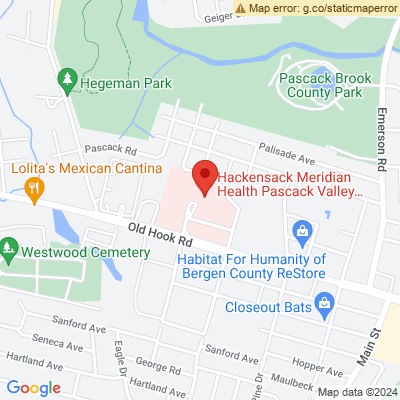 Map error: g.co/staticmaperror
Geiger
Hegeman Park
Pascack Brook
County Park
Emerson Rd
Pascack Rd
Palisade Ave
Lolita's Mexican Cantina
Hackensack Meridian
Health Pascack Valley...
Old Hook Rd
Westwood Cemetery
Habitat For Humanity of
Bergen County ReStore
Closeout Bats
Sanford Ave
Seneca Ave
Hartland Ave
Eagle Dr
George Rd
Hartland Ave
Sanford Ave
Main St
Hopper Ave
Maulbeck
Pine Dr
Google
Map data ©2024